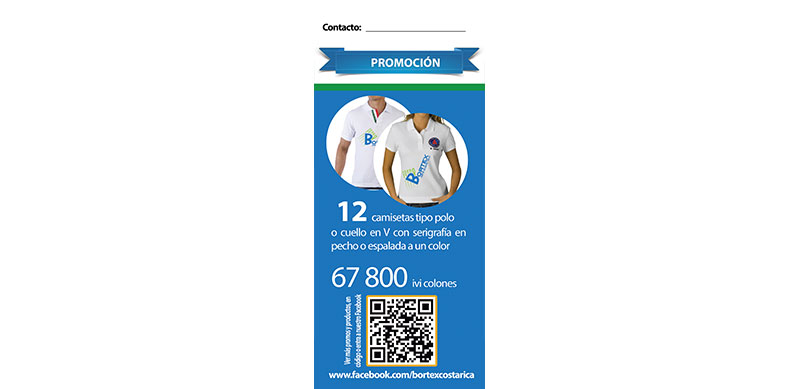 Contacto:
PROMOCIÓN
12 camisetas tipo polo
o cuello en V con serigrafía en
pecho o espalada a un color
67 800 ivi colones
Ver más promos y productos, en
código o entra a nuestro Facebook
www.facebook.com/bortexcostarica